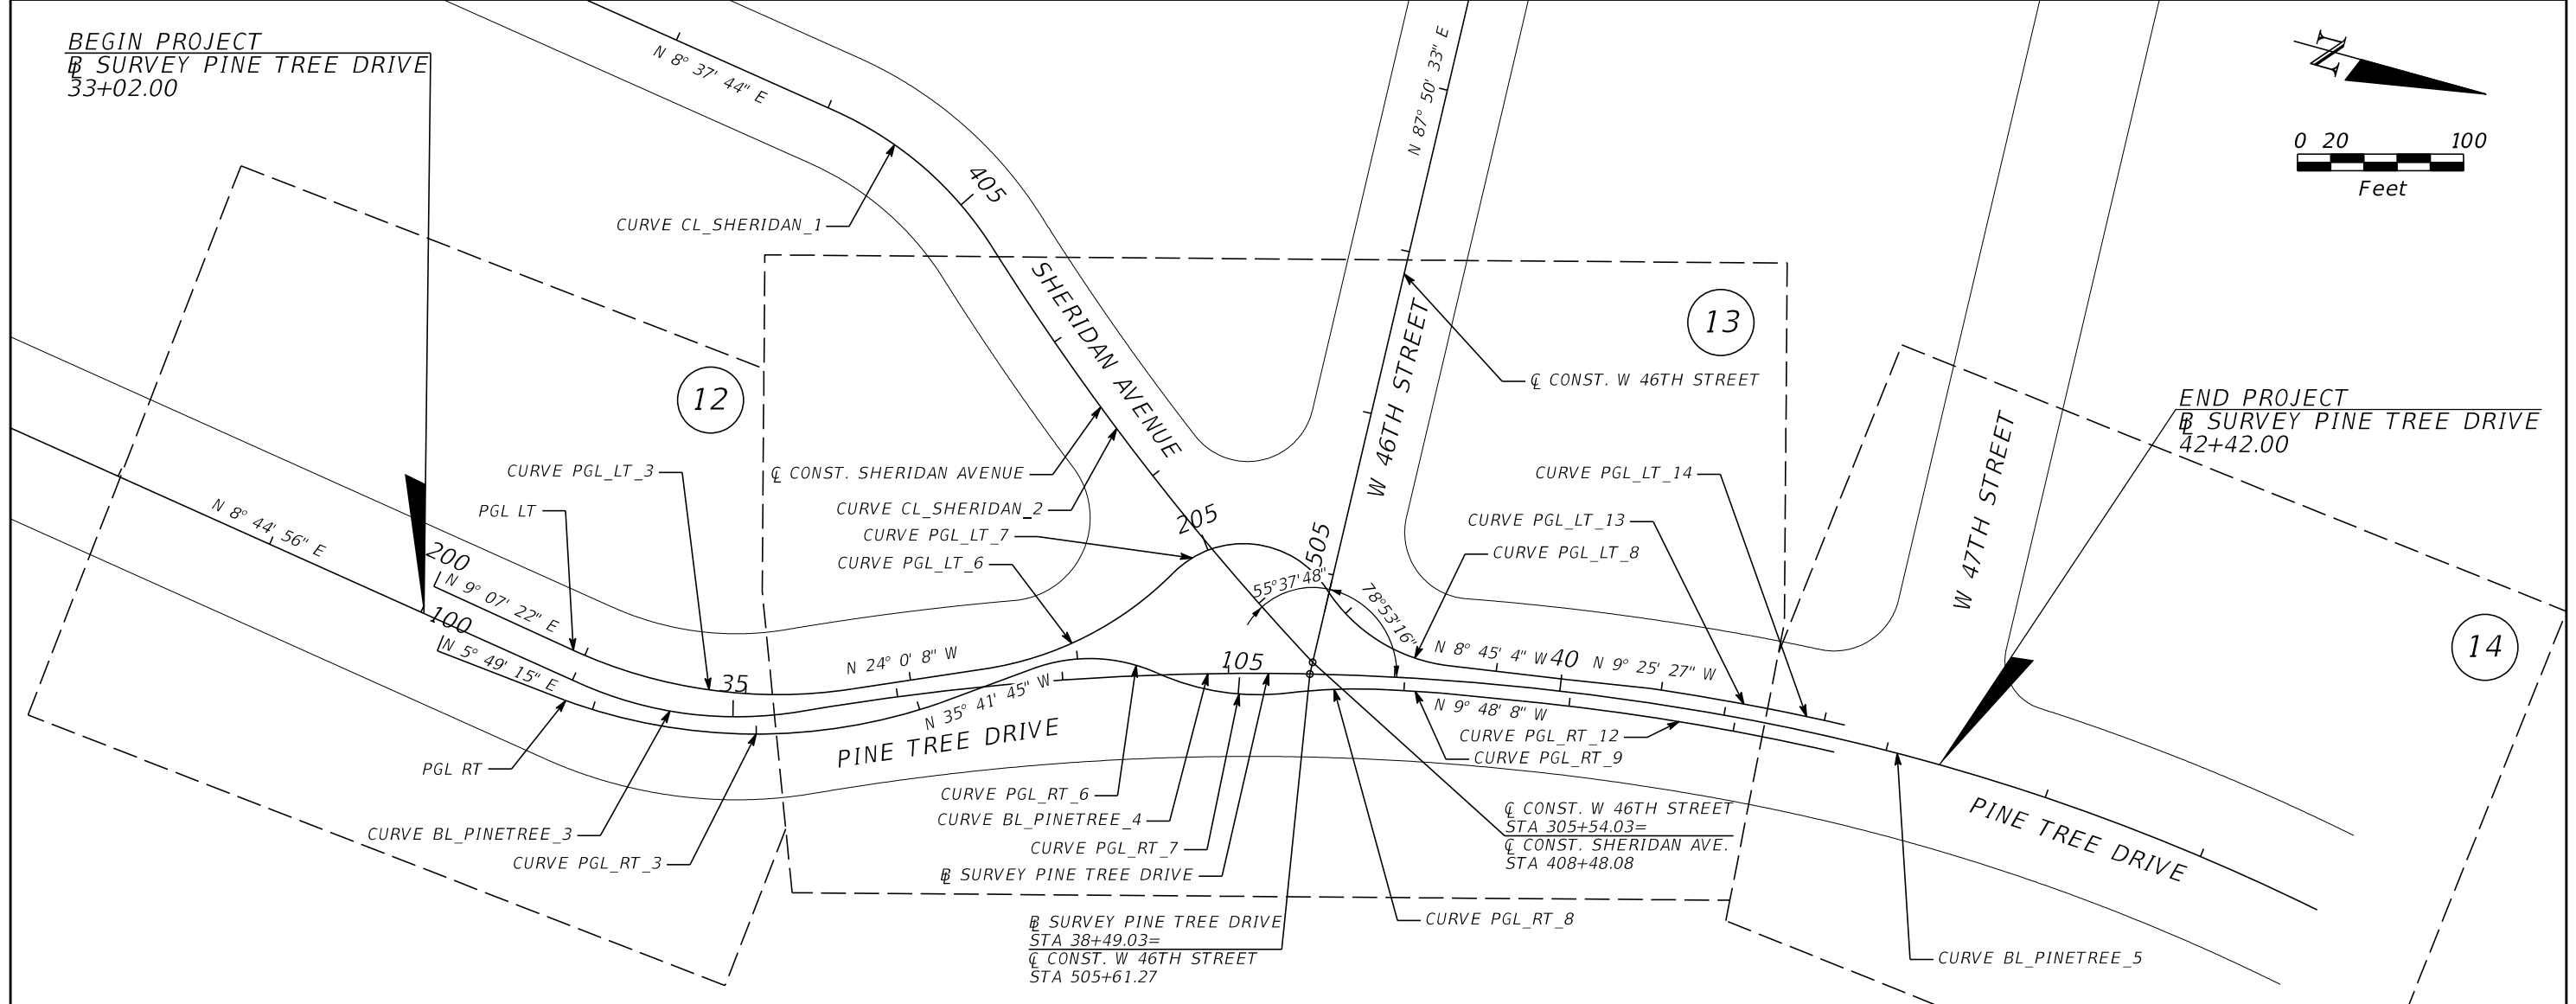 BEGIN PROJECT
℄ SURVEY PINE TREE DRIVE
33+02.00
N 8° 37' 44" E
N 87° 50' 33" E
N
0 20 100
Feet
405
CURVE CL_SHERIDAN_1
SHERIDAN AVENUE
13
12
W 46TH STREET
℄ CONST. W 46TH STREET
END PROJECT
℄ SURVEY PINE TREE DRIVE
42+42.00
W 47TH STREET
CURVE PGL_LT_3
℄ CONST. SHERIDAN AVENUE
CURVE PGL_LT_14
PGL LT
CURVE CL_SHERIDAN_2
CURVE PGL_LT_13
N 8° 44' 56" E
205
CURVE PGL_LT_7
CURVE PGL_LT_8
505
200
CURVE PGL_LT_6
N 9° 07' 22" E
55°37'48"
78°53'16"
100
N 5° 49' 15" E
14
N 24° 0' 8" W
105
N 8° 45' 4" W
40
N 9° 25' 27" W
35
N 35° 41' 45" W
N 9° 48' 8" W
PINE TREE DRIVE
CURVE PGL_RT_12
CURVE PGL_RT_9
PGL RT
CURVE PGL_RT_6
CURVE BL_PINETREE_4
CURVE BL_PINETREE_3
CURVE PGL_RT_7
CURVE PGL_RT_3
℄ SURVEY PINE TREE DRIVE
℄ CONST. W 46TH STREET
STA 305+54.03=
℄ CONST. SHERIDAN AVE.
STA 408+48.08
PINE TREE DRIVE
℄ SURVEY PINE TREE DRIVE
STA 38+49.03=
℄ CONST. W 46TH STREET
STA 505+61.27
CURVE PGL_RT_8
CURVE BL_PINETREE_5